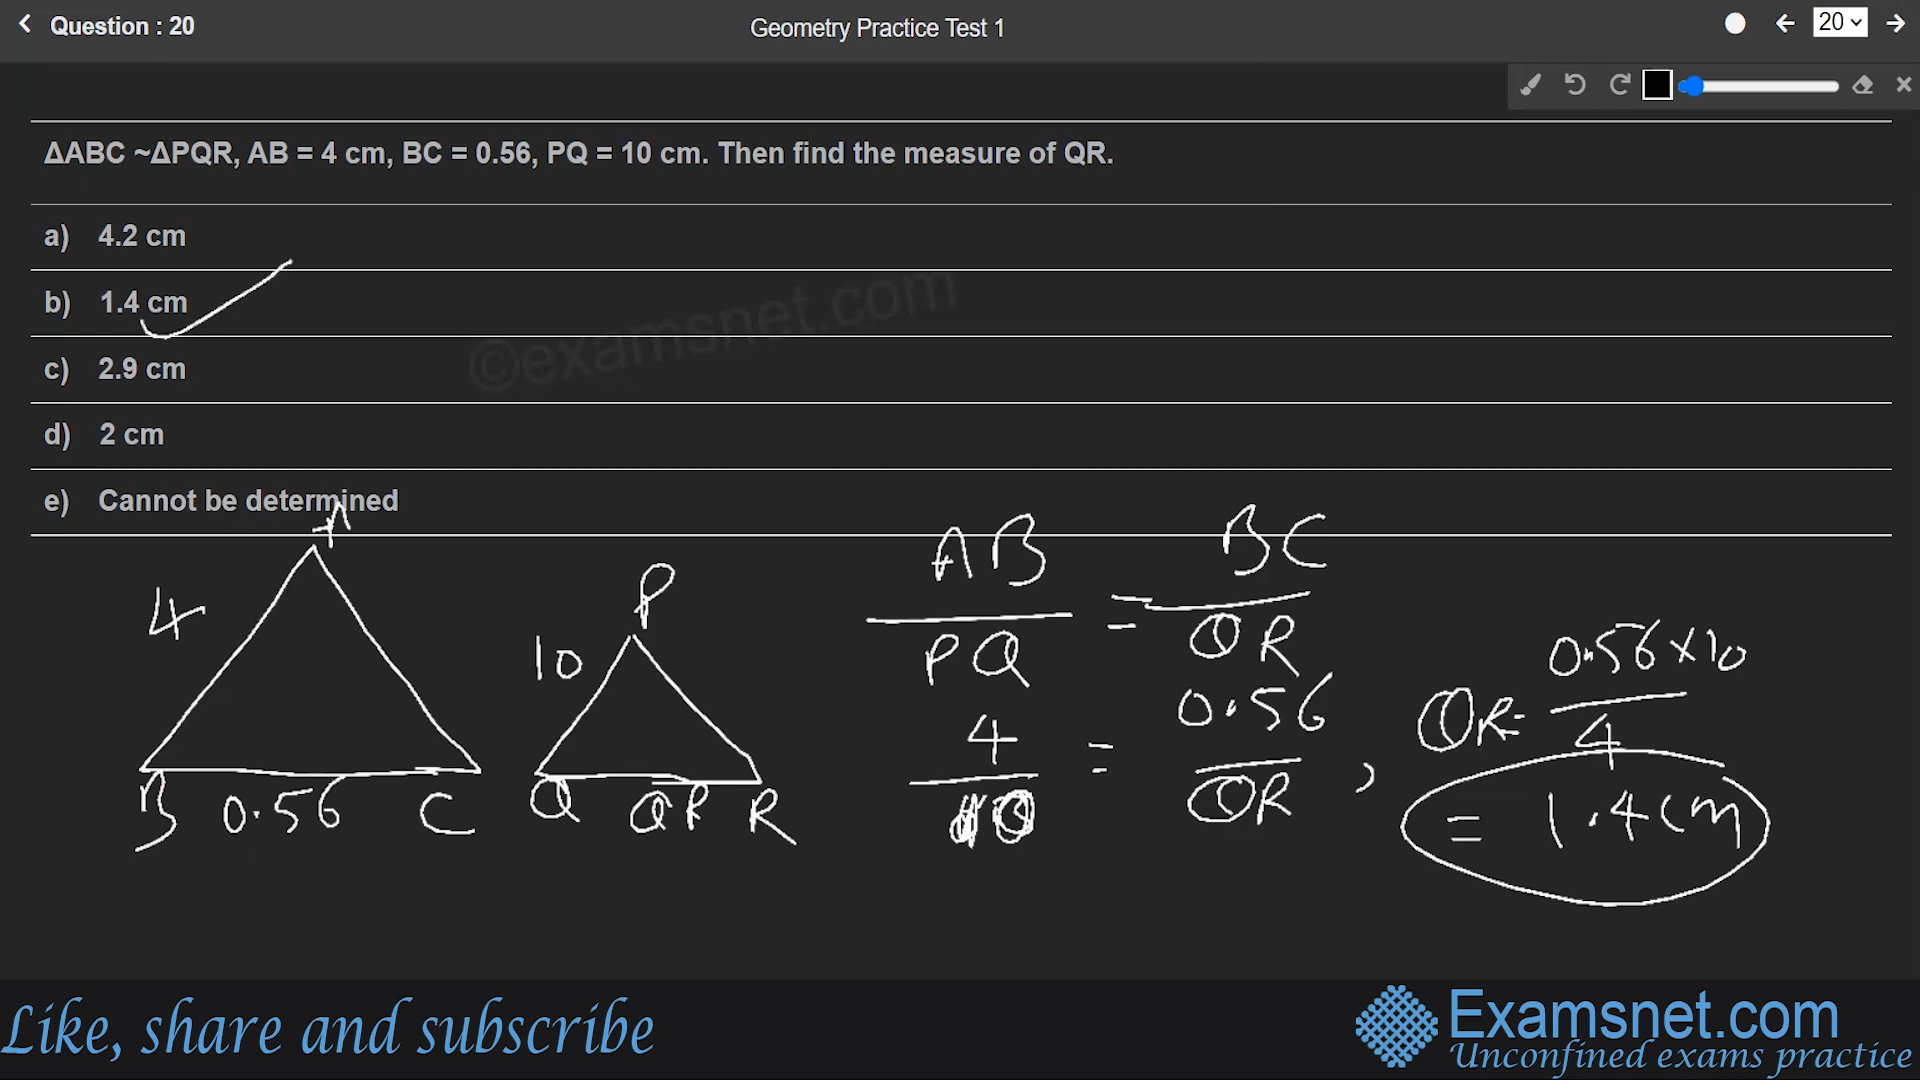 Question : 20
Geometry Practice Test 1
20
ΔABC ~ΔPQR, AB = 4 cm, BC = 0.56, PQ = 10 cm. Then find the measure of QR.
a) 4.2 cm
b) 1.4 cm
©examsnet.com
c) 2.9 cm
d) 2 cm
e) Cannot be determined
A
4
B 0.56 C
P
10
Q QR R
AB = BC
PQ QR
4 = 0.56 ,
QR
QR= 0.56×10
4
= 1.4cm
Like, share and subscribe
Examsnet.com
Unconfined exams practice